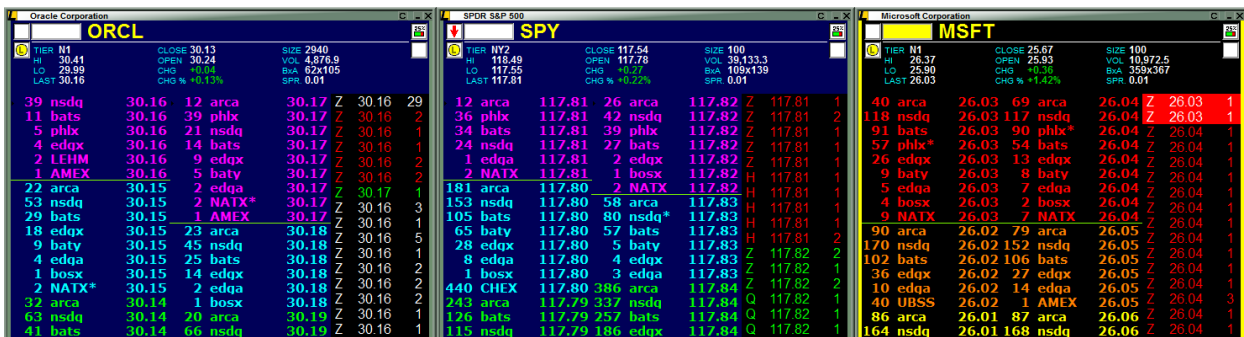 Oracle Corporation
C - X
ORCL
25%
L
TIER N1 CLOSE 30.13 SIZE 2940
HI 30.41 OPEN 30.24 VOL 4,876.9
LO 29.99 CHG +0.04 BxA 62x105
LAST 30.16 CHG % +0.13% SPR. 0.01
39 nsdq 30.16 12 arca 30.17 Z 30.16 29
11 bats 30.16 39 phlx 30.17 Z 30.16 2
5 phlx 30.16 21 nsdq 30.17 Z 30.16 1
4 edgx 30.16 14 bats 30.17 Z 30.16 1
2 LEHM 30.16 9 edgx 30.17 Z 30.16 2
1 AMEX 30.16 5 baty 30.17 Z 30.16 2
22 arca 30.15 2 edga 30.17 Z 30.17 1
53 nsdq 30.15 2 NATX* 30.17 Z 30.16 3
29 bats 30.15 1 AMEX 30.17 Z 30.16 1
18 edgx 30.15 23 arca 30.18 Z 30.16 5
9 baty 30.15 45 nsdq 30.18 Z 30.16 1
4 edga 30.15 25 bats 30.18 Z 30.16 2
1 bosx 30.15 14 edgx 30.18 Z 30.16 2
2 NATX* 30.15 2 edga 30.18 Z 30.16 2
32 arca 30.14 1 bosx 30.18 Z 30.16 1
63 nsdq 30.14 20 arca 30.19 Z 30.16 1
41 bats 30.14 66 nsdq 30.19 Z 30.16 1
SPDR S&P 500
C - X
SPY
25%
L
TIER NY2 CLOSE 117.54 SIZE 100
HI 118.49 OPEN 117.78 VOL 39,133.3
LO 117.55 CHG +0.27 BxA 109x139
LAST 117.81 CHG % +0.22% SPR. 0.01
12 arca 117.81 26 arca 117.82 Z 117.81 1
36 phlx 117.81 42 nsdq 117.82 Z 117.81 2
34 bats 117.81 39 phlx 117.82 Z 117.81 1
24 nsdq 117.81 27 bats 117.82 Z 117.81 1
1 edga 117.81 2 edgx 117.82 Z 117.81 1
2 NATX 117.81 1 bosx 117.82 H 117.81 1
181 arca 117.80 2 NATX 117.82 H 117.81 1
153 nsdq 117.80 58 arca 117.83 H 117.81 1
105 bats 117.80 80 nsdq* 117.83 H 117.81 1
65 baty 117.80 57 bats 117.83 H 117.81 2
28 edgx 117.80 5 baty 117.83 Z 117.82 2
8 edga 117.80 4 edgx 117.83 Z 117.82 1
1 bosx 117.80 3 edga 117.83 Z 117.82 2
440 CHEX 117.80 386 arca 117.84 Q 117.82 1
243 arca 117.79 337 nsdq 117.84 Q 117.82 1
126 bats 117.79 257 bats 117.84 Q 117.82 1
115 nsdq 117.79 186 edgx 117.84
Microsoft Corporation
C - X
MSFT
25%
L
TIER N1 CLOSE 25.67 SIZE 100
HI 26.37 OPEN 25.93 VOL 10,972.5
LO 25.90 CHG +0.36 BxA 359x367
LAST 26.03 CHG % +1.42% SPR. 0.01
40 arca 26.03 69 arca 26.04 Z 26.03 1
118 nsdq 26.03 117 nsdq 26.04 Z 26.03 1
91 bats 26.03 90 phlx* 26.04 Z 26.04 1
57 phlx* 26.03 54 bats 26.04 Z 26.04 1
26 edgx 26.03 13 edgx 26.04 Z 26.04 1
9 baty 26.03 8 baty 26.04 Z 26.04 1
5 edga 26.03 7 edga 26.04 Z 26.04 1
4 bosx 26.03 2 bosx 26.04 Z 26.04 1
9 NATX 26.03 7 NATX 26.04 Z 26.04 1
90 arca 26.02 79 arca 26.05 Z 26.04 1
170 nsdq 26.02 152 nsdq 26.05 Z 26.04 1
102 bats 26.02 106 bats 26.05 Z 26.04 1
36 edgx 26.02 27 edgx 26.05 Z 26.04 1
10 edga 26.02 14 edga 26.05 Z 26.04 1
40 UBSS 26.02 1 AMEX 26.05 Z 26.04 3
86 arca 26.01 87 arca 26.06 Z 26.04 1
164 nsdq 26.01 168 nsdq 26.06 Z 26.04 1